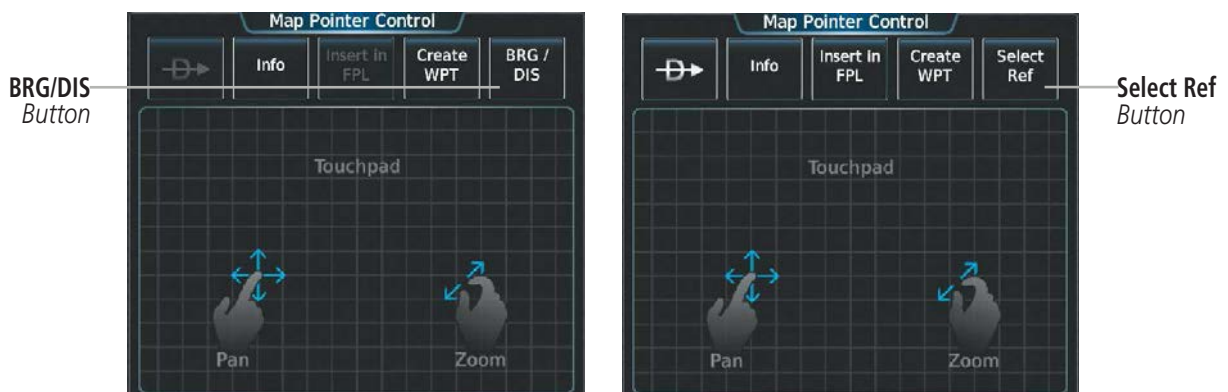 Map Pointer Control
Info
Insert in
FPL
Create
WPT
BRG /
DIS
BRG/DIS
Button
Touchpad
Pan
Zoom
Map Pointer Control
D
Info
Insert in
FPL
Create
WPT
Select
Ref
Select Ref
Button
Touchpad
Pan
Zoom